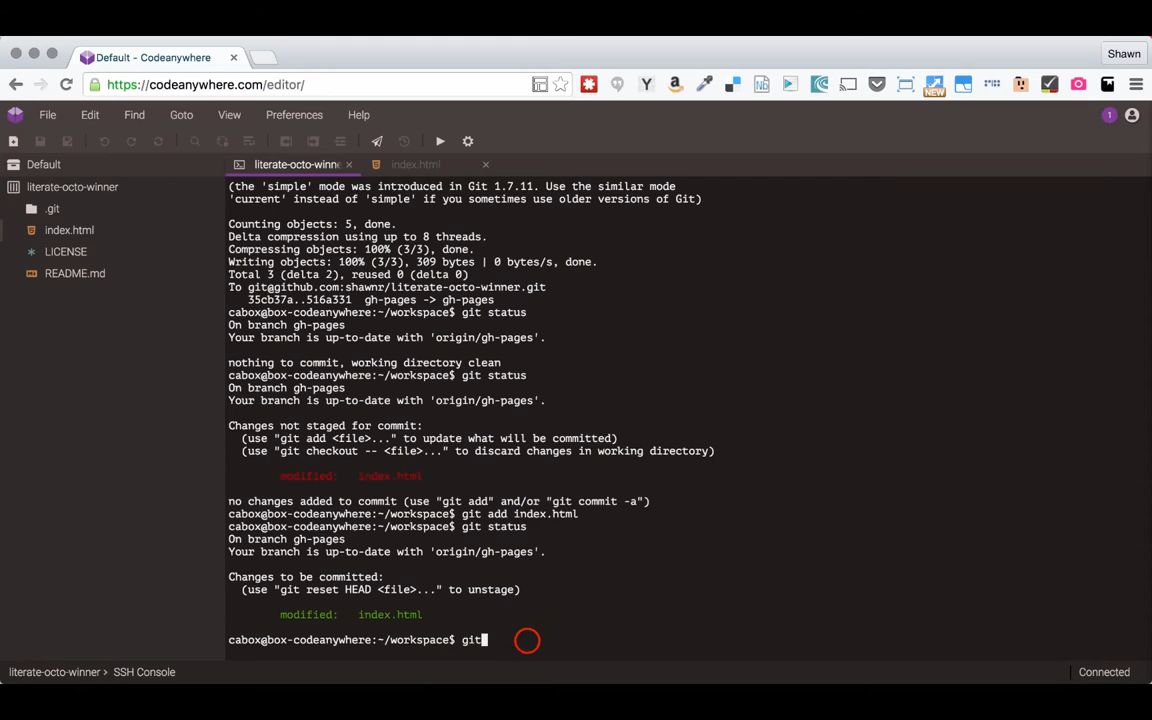 Default - Codeanywhere
Shawn
https://codeanywhere.com/editor/
Y
Nb
NEW
File Edit Find Goto View Preferences Help
1
Default
literate-octo-winne
index.html
literate-octo-winner
.git
index.html
LICENSE
README.md
(the 'simple' mode was introduced in Git 1.7.11. Use the similar mode
'current' instead of 'simple' if you sometimes use older versions of Git)
Counting objects: 5, done.
Delta compression using up to 8 threads.
Compressing objects: 100% (3/3), done.
Writing objects: 100% (3/3), 309 bytes | 0 bytes/s, done.
Total 3 (delta 2), reused 0 (delta 0)
To git@github.com:shawnr/literate-octo-winner.git
35cb37a..516a331  gh-pages -> gh-pages
cabox@box-codeanywhere:~/workspace$ git status
On branch gh-pages
Your branch is up-to-date with 'origin/gh-pages'.
nothing to commit, working directory clean
cabox@box-codeanywhere:~/workspace$ git status
On branch gh-pages
Your branch is up-to-date with 'origin/gh-pages'.
Changes not staged for commit:
(use "git add <file>..." to update what will be committed)
(use "git checkout -- <file>..." to discard changes in working directory)
modified:   index.html
no changes added to commit (use "git add" and/or "git commit -a")
cabox@box-codeanywhere:~/workspace$ git add index.html
cabox@box-codeanywhere:~/workspace$ git status
On branch gh-pages
Your branch is up-to-date with 'origin/gh-pages'.
Changes to be committed:
(use "git reset HEAD <file>..." to unstage)
modified:   index.html
cabox@box-codeanywhere:~/workspace$ git
literate-octo-winner > SSH Console
Connected